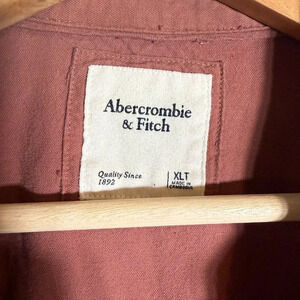 Abercrombie
& Fitch
Quality Since
1892
XLT
MADE IN
CAMBODIA